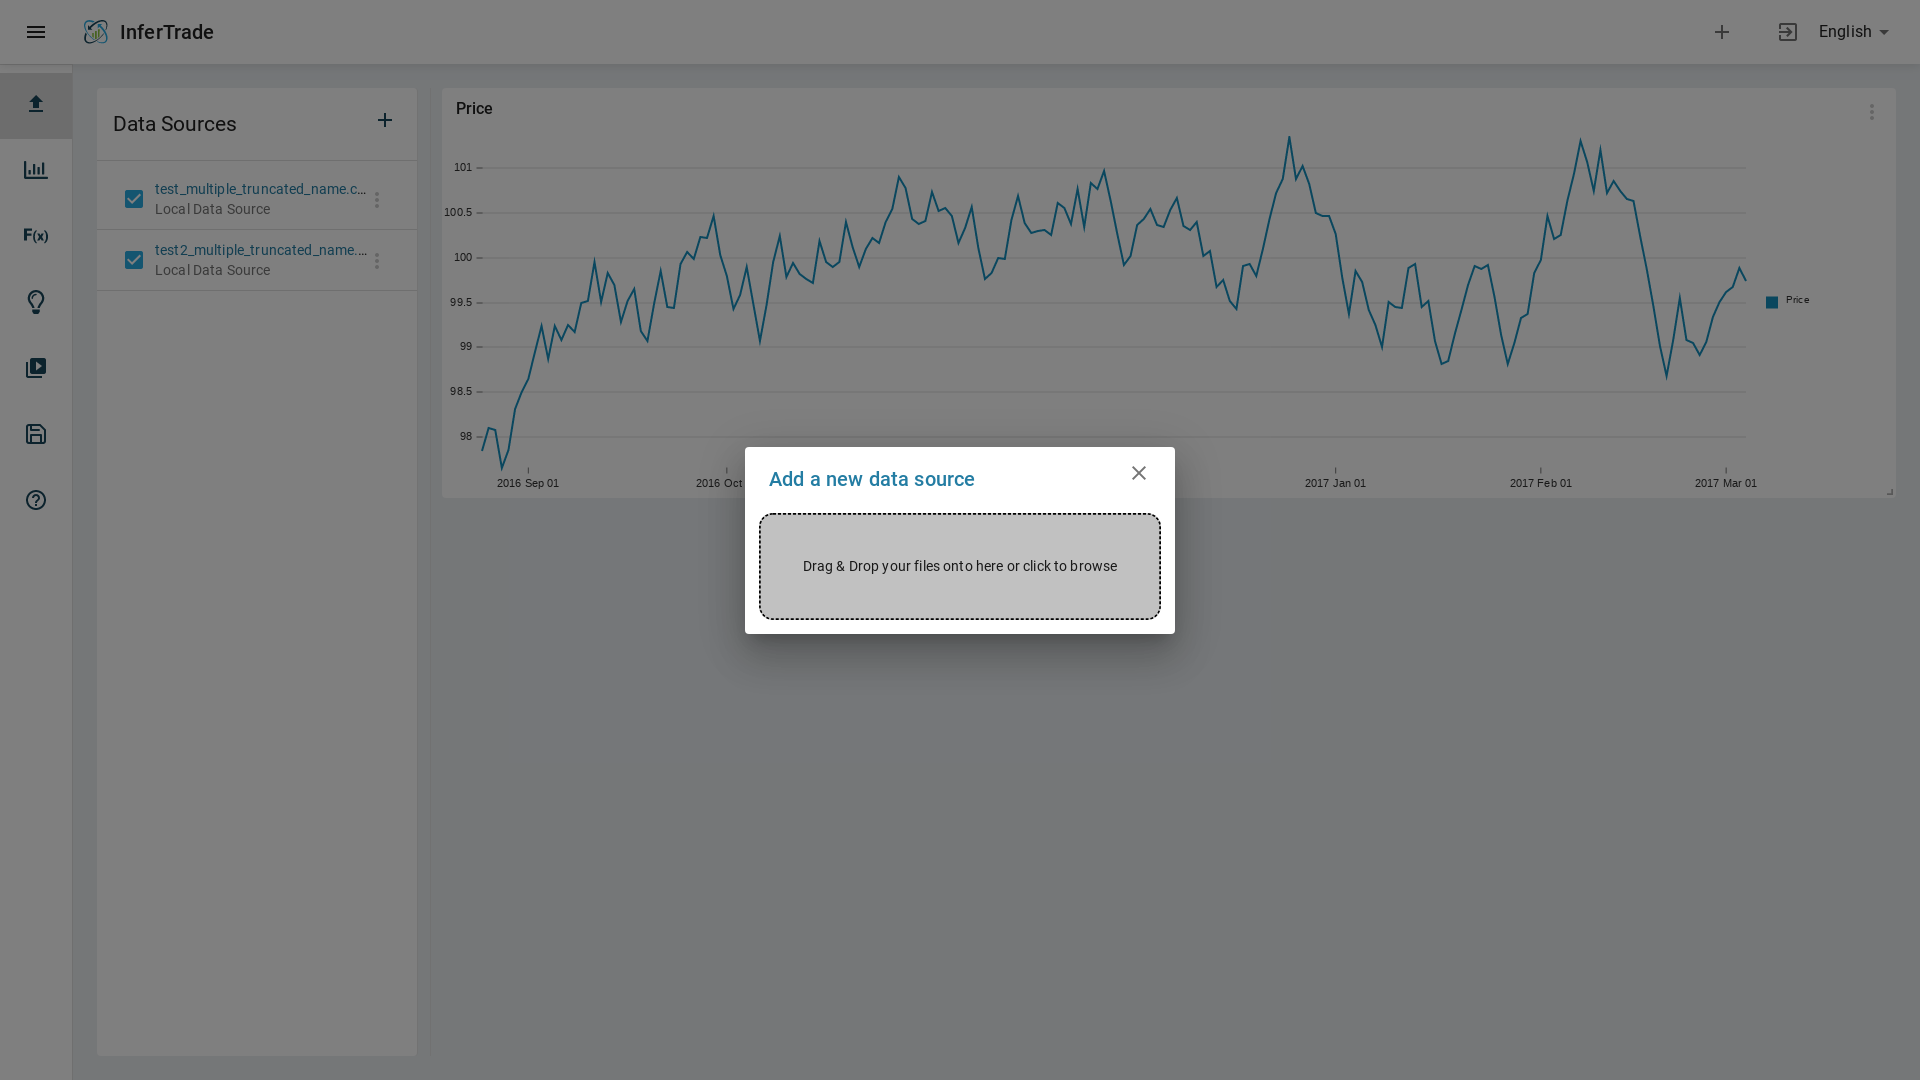 InferTrade
English
Data Sources
test_multiple_truncated_name.c...
Local Data Source
test2_multiple_truncated_name....
Local Data Source
F(x)
Price
101
100.5
100
99.5
99
98.5
98
2016 Sep 01
2016 Oct
2017 Jan 01
2017 Feb 01
2017 Mar 01
Price
Add a new data source
Drag & Drop your files onto here or click to browse